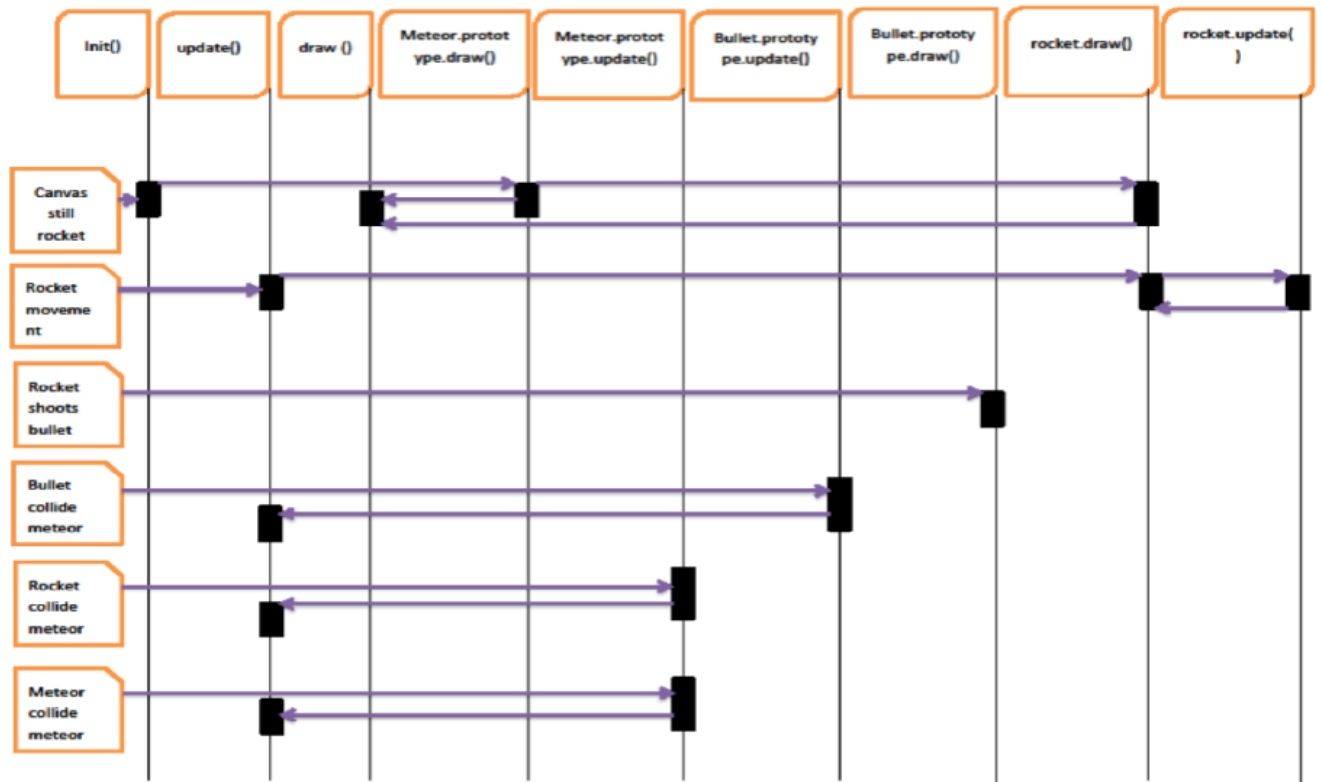 Init()
update()
draw ()
Meteor.protot
ype.draw()
Meteor.protot
ype.update()
Bullet.prototy
pe.update()
Bullet.prototy
pe.draw()
rocket.draw()
rocket.update(
)
Canvas
still
rocket
Rocket
moveme
nt
Rocket
shoots
bullet
Bullet
collide
meteor
Rocket
collide
meteor
Meteor
collide
meteor